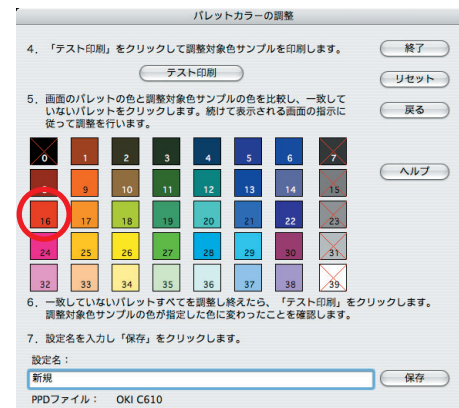 パレットカラーの調整
4. 「テスト印刷」をクリックして調整対象色サンプルを印刷します。
終了
テスト印刷
リセット
5. 画面のパレットの色と調整対象色サンプルの色を比較し、一致して
いないパレットをクリックします。続けて表示される画面の指示に
従って調整を行います。
戻る
ヘルプ
0 1 2 3 4 5 6 7
9 10 11 12 13 14 15
16 17 18 19 20 21 22 23
24 25 26 27 28 29 30 31
32 33 34 35 36 37 38 39
6. 一致していないパレットすべてを調整し終えたら、「テスト印刷」をクリックします。
調整対象色サンプルの色が指定した色に変わったことを確認します。
7. 設定名を入力し「保存」をクリックします。
設定名:
新規
保存
PPDファイル: OKI C610